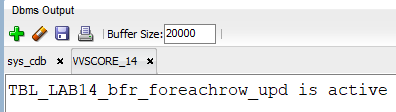 Dbms Output
Buffer Size: 20000
sys_cdb × VVSCORE_14 ×
TBL_LAB14_bfr_foreachrow_upd is active